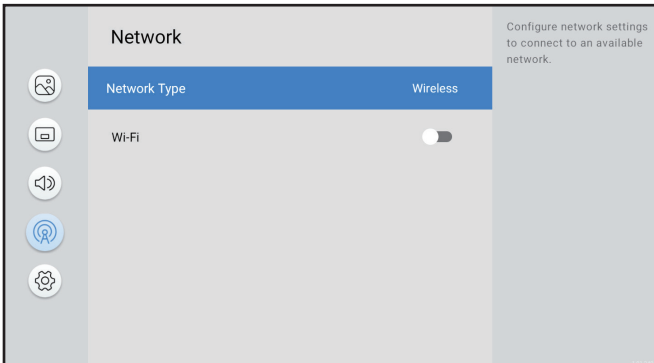 Network
Configure network settings
to connect to an available
network.
Network Type
Wireless
Wi-Fi